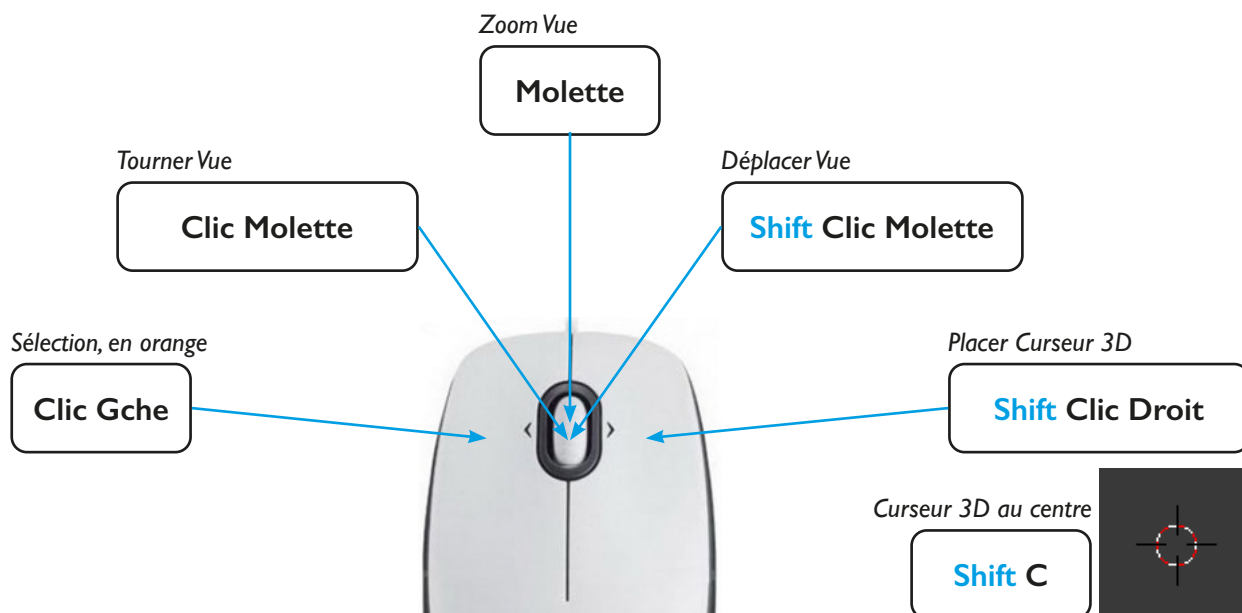 Zoom Vue
Molette
Tourner Vue
Clic Molette
Déplacer Vue
Shift Clic Molette
Sélection, en orange
Clic Gche
Placer Curseur 3D
Shift Clic Droit
Curseur 3D au centre
Shift C